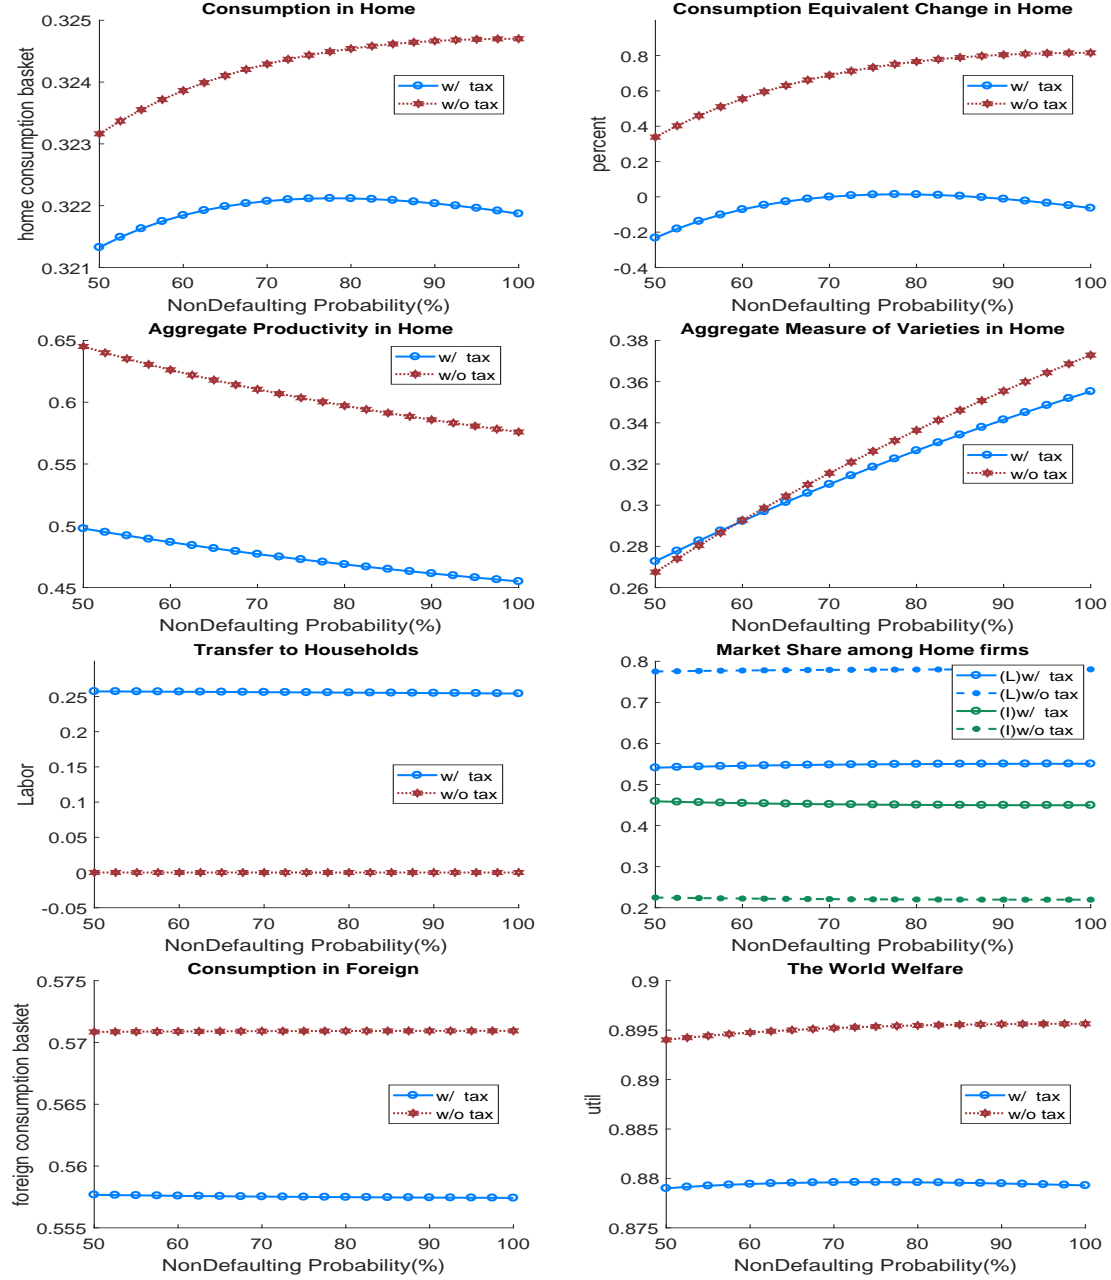 Consumption in Home
0.325
0.324
0.323
0.322
0.321
home consumption basket
w/ tax
w/o tax
50 60 70 80 90 100
NonDefaulting Probability(%)
Consumption Equivalent Change in Home
0.8
0.6
0.4
0.2
0
-0.2
-0.4
percent
w/ tax
w/o tax
50 60 70 80 90 100
NonDefaulting Probability(%)
Aggregate Productivity in Home
0.65
0.6
0.55
0.5
0.45
w/ tax
w/o tax
50 60 70 80 90 100
NonDefaulting Probability(%)
Aggregate Measure of Varieties in Home
0.38
0.36
0.34
0.32
0.3
0.28
0.26
w/ tax
w/o tax
50 60 70 80 90 100
NonDefaulting Probability(%)
Transfer to Households
0.25
0.2
0.15
0.1
0.05
0
-0.05
Labor
w/ tax
w/o tax
50 60 70 80 90 100
NonDefaulting Probability(%)
Market Share among Home firms
0.8
0.7
0.6
0.5
0.4
0.3
0.2
(L)w/ tax
(L)w/o tax
(I)w/ tax
(I)w/o tax
50 60 70 80 90 100
NonDefaulting Probability(%)
Consumption in Foreign
0.575
0.57
0.565
0.56
0.555
foreign consumption basket
w/ tax
w/o tax
50 60 70 80 90 100
NonDefaulting Probability(%)
The World Welfare
0.9
0.895
0.89
0.885
0.88
0.875
util
w/ tax
w/o tax
50 60 70 80 90 100
NonDefaulting Probability(%)